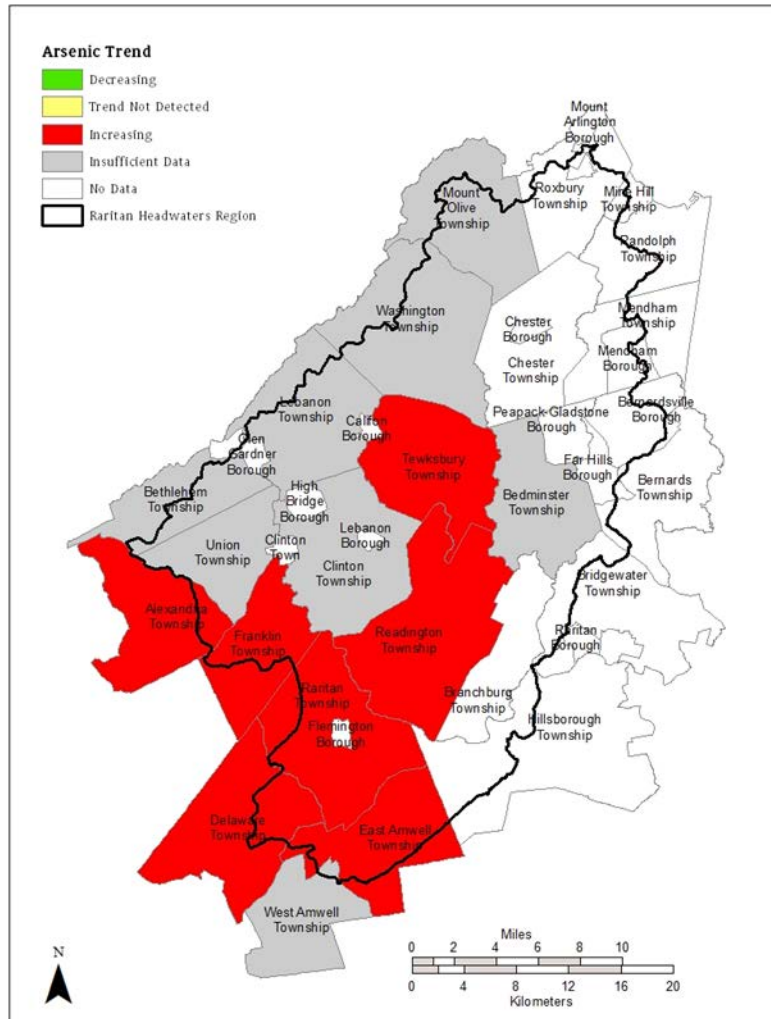 Arsenic Trend
Decreasing
Trend Not Detected
Increasing
Insufficient Data
No Data
Raritan Headwaters Region
Mount
Arlington
Borough
Roxbury
Township
Mine Hill
Township
Mount
Olive
Township
Randolph
Township
Washington
Township
Mendham
Township
Chester
Borough
Mendham
Borough
Chester
Township
Lebanon
Township
Califon
Borough
Peapack-Gladstone
Borough
Bernardsville
Borough
Glen
Gardner
Borough
Tewksbury
Township
Far Hills
Borough
Bernards
Township
Bethlehem
Township
High
Bridge
Borough
Bedminster
Township
Lebanon
Borough
Union
Township
Clinton
Town
Clinton
Township
Bridgewater
Township
Alexandria
Township
Franklin
Township
Readington
Township
Raritan
Borough
Raritan
Township
Branchburg
Township
Flemington
Borough
Hillsborough
Township
Delaware
Township
East Amwell
Township
West Amwell
Township
N
Miles
0 2 4 6 8 10
0 4 8 12 16 20
Kilometers